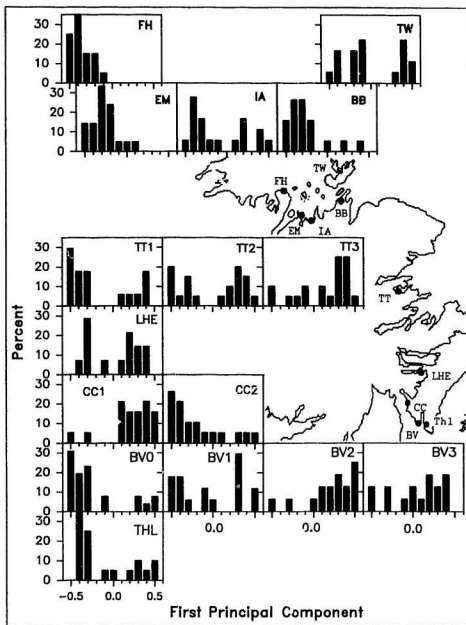 30
20
10
0
FH
TW
30
20
10
0
EM
IA
BB
TW
FH
BB
EM
IA
30
20
10
0
TT1
TT2
TT3
TT
30
20
10
0
LHE
LHE
Percent
30
20
10
0
CC1
CC2
CC
Th1
BV
30
20
10
0
BV0
BV1
BV2
BV3
0.0
0.0
0.0
30
20
10
0
THL
-0.5
0.0
0.5
First Principal Component